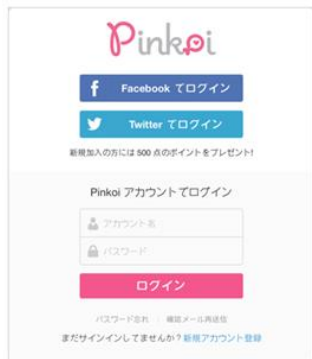 Pinkoi
Facebook でログイン
Twitter でログイン
新規加入の方には 500 点のポイントをプレゼント!
Pinkoi アカウントでログイン
アカウント名
パスワード
ログイン
パスワード忘れ | 確認メール再送信
まだサインインしてませんか？新規アカウント登録